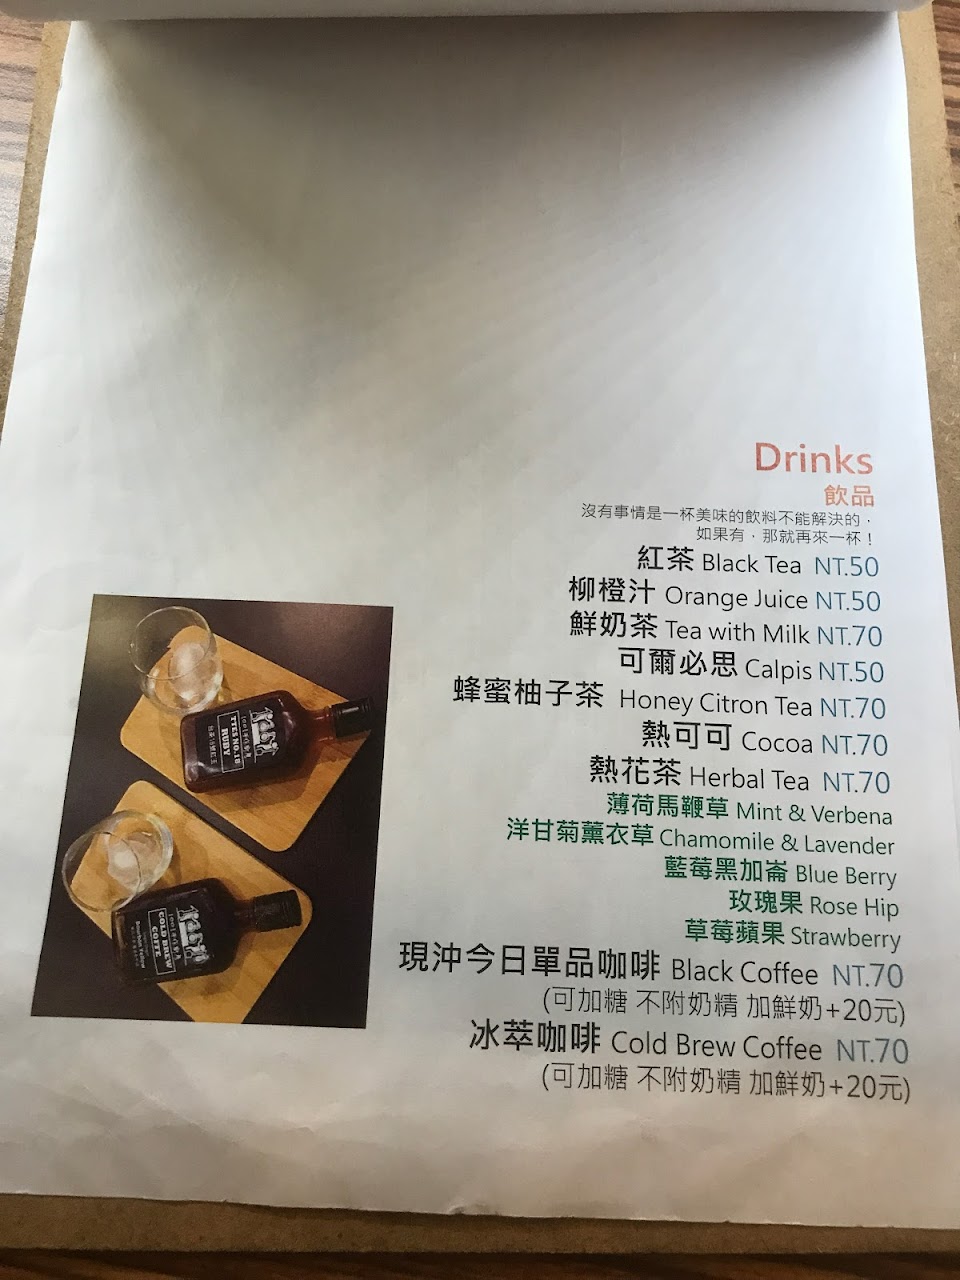 Drinks
飲品
沒有事情是一杯美味的飲料不能解決的，
如果有，那就再來一杯！
紅茶 Black Tea NT.50
柳橙汁 Orange Juice NT.50
鮮奶茶 Tea with Milk NT.70
可爾必思 Calpis NT.50
蜂蜜柚子茶 Honey Citron Tea NT.70
熱可可 Cocoa NT.70
熱花茶 Herbal Tea NT.70
薄荷馬鞭草 Mint & Verbena
洋甘菊薰衣草 Chamomile & Lavender
藍莓黑加崙 Blue Berry
玫瑰果 Rose Hip
草莓蘋果 Strawberry
現沖今日單品咖啡 Black Coffee NT.70
(可加糖 不附奶精 加鮮奶+20元)
冰萃咖啡 Cold Brew Coffee NT.70
(可加糖 不附奶精 加鮮奶+20元)
TTES NO.18
RUBY
COLD BREW
Bourbon Yellow